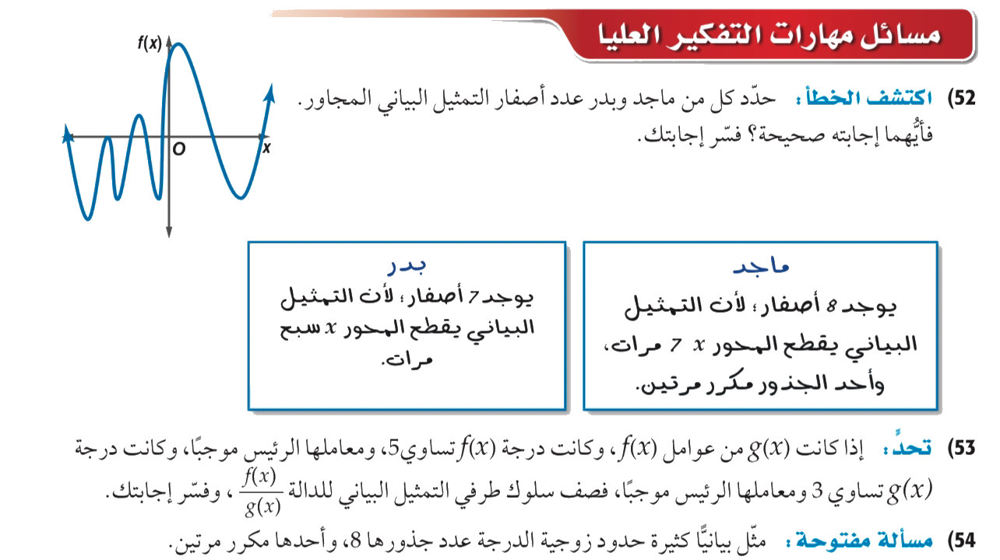 مسائل مهارات التفكير العليا
52) اكتشف الخطأ: حدّد كل من ماجد وبدر عدد أصفار التمثيل البياني المجاور.
فأيُّهما إجابته صحيحة؟ فسّر إجابتك.
f(x)
O
x
ماجد
يوجد 8 أصفار؛ لأن التمثيل
البياني يقطع المحور x 7 مرات،
وأحد الجذور مكرر مرتين.
بدر
يوجد 7 أصفار؛ لأن التمثيل
البياني يقطع المحور x سبع
مرات.
53) تحدٍّ: إذا كانت g(x) من عوامل f(x)، وكانت درجة f(x) تساوي 5، ومعاملها الرئيس موجبًا، وكانت درجة
g(x) تساوي 3 ومعاملها الرئيس موجبًا، فصف سلوك طرفي التمثيل البياني للدالة f(x)/g(x)، وفسّر إجابتك.
54) مسألة مفتوحة: مثّل بيانيًّا كثيرة حدود زوجية الدرجة عدد جذورها 8، وأحدها مكرر مرتين.